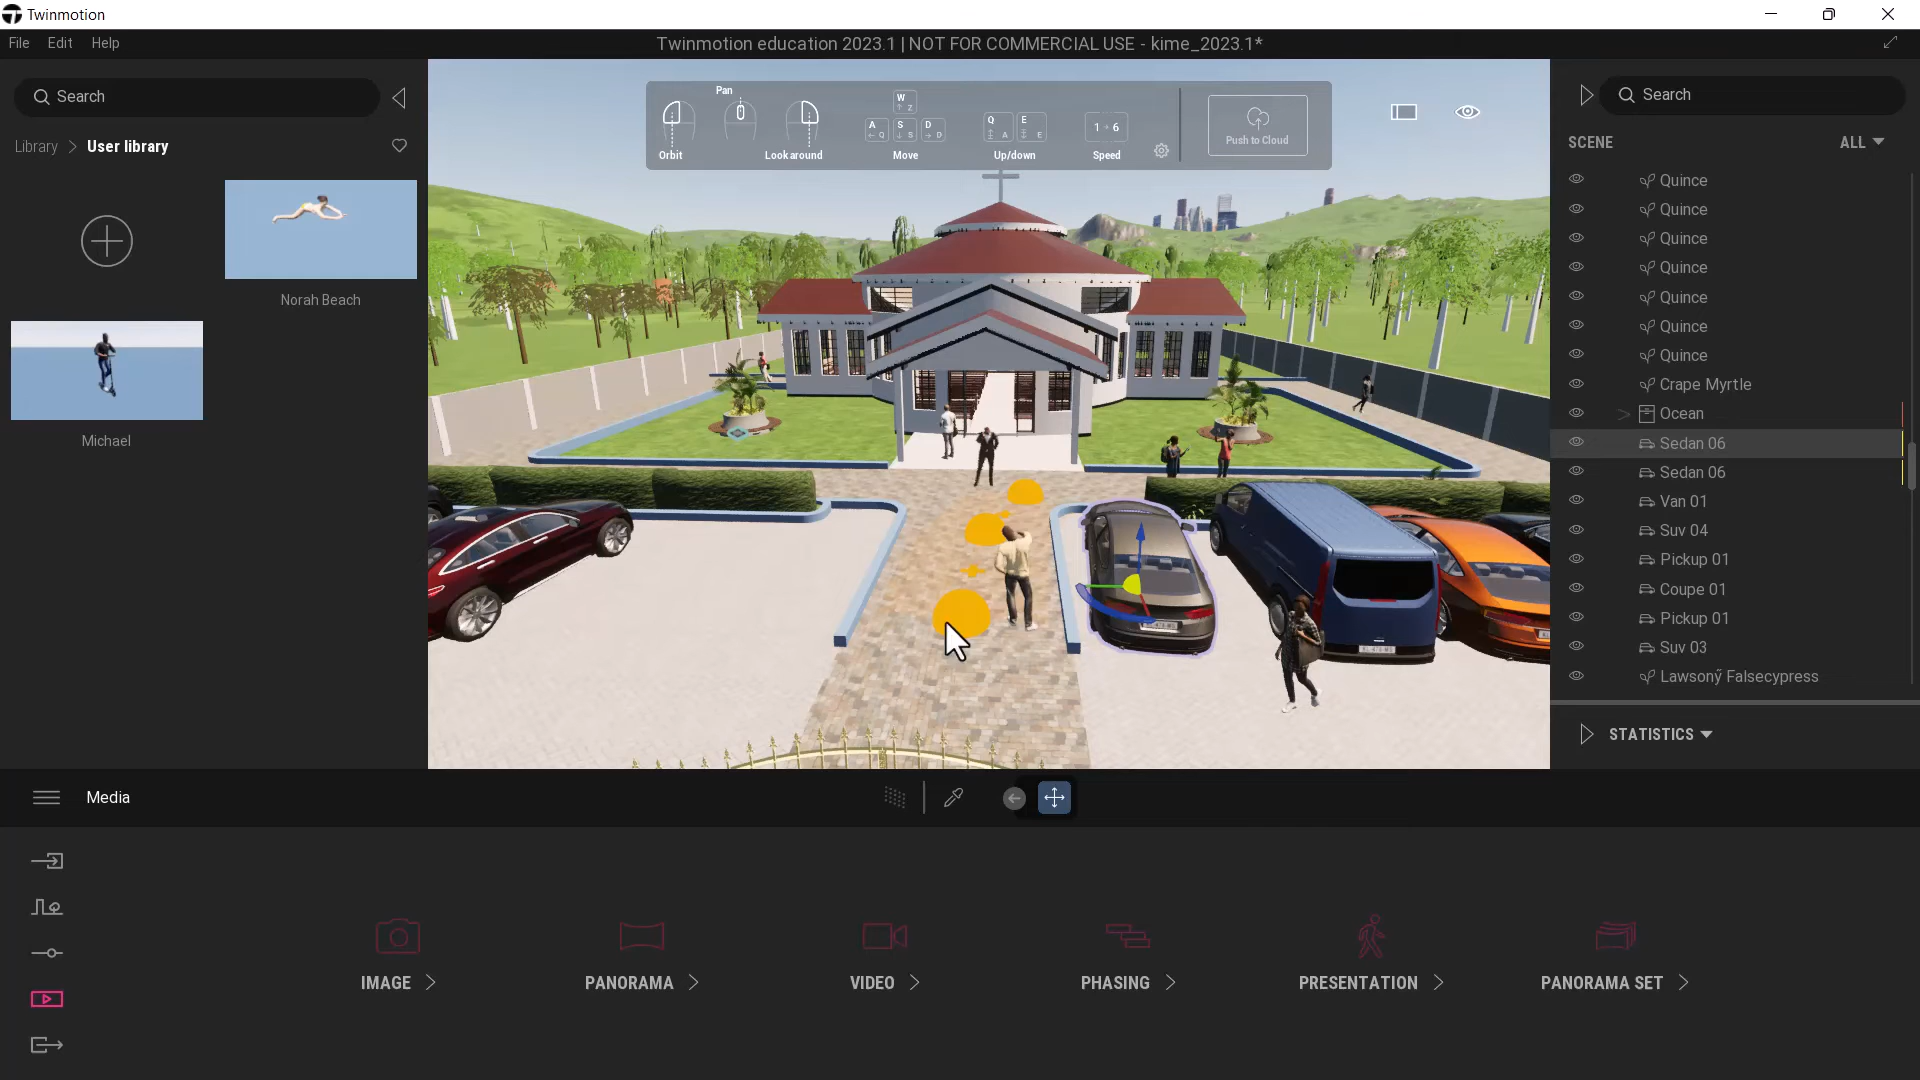 Twinmotion
File Edit Help
Twinmotion education 2023.1 | NOT FOR COMMERCIAL USE - kime_2023.1*
Search
Library > User library
Norah Beach
Michael
Pan
Orbit
Look around
W
Z
A
Q
S
S
D
D
Move
Q
A
E
E
Up/down
1 - 6
Speed
Push to Cloud
Search
SCENE
ALL
Quince
Quince
Quince
Quince
Quince
Quince
Quince
Crape Myrtle
> Ocean
Sedan 06
Sedan 06
Van 01
Suv 04
Pickup 01
Coupe 01
Pickup 01
Suv 03
Lawsony̋ Falsecypress
STATISTICS
Media
IMAGE
PANORAMA
VIDEO
PHASING
PRESENTATION
PANORAMA SET